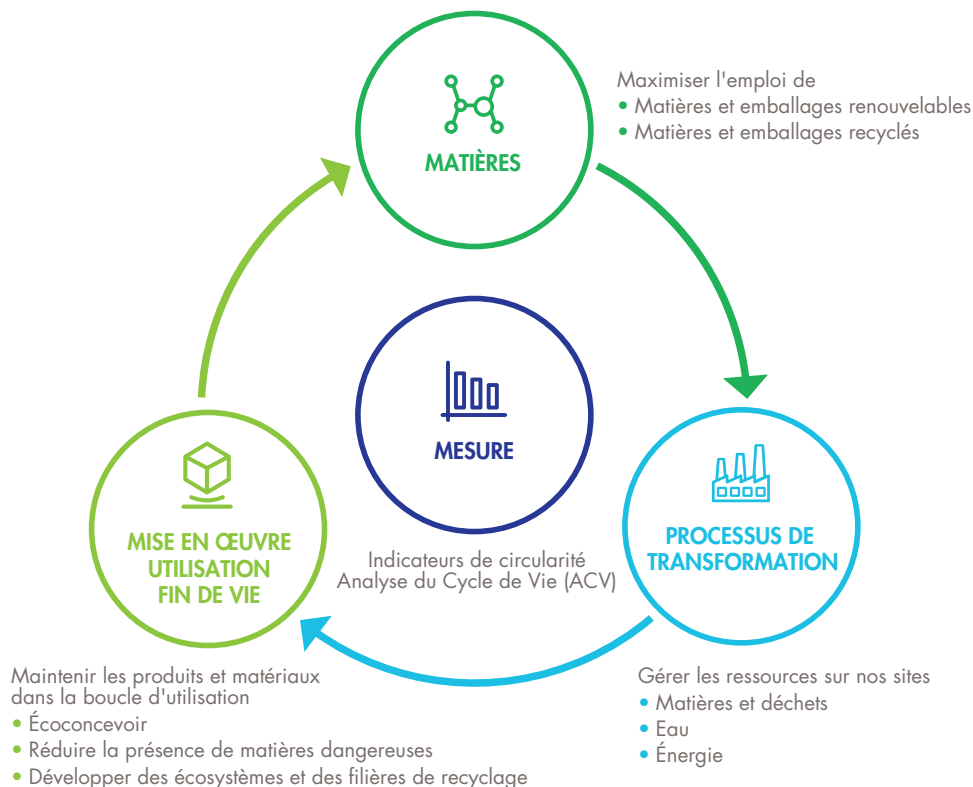 MATIÈRES
Maximiser l'emploi de
• Matières et emballages renouvelables
• Matières et emballages recyclés
MESURE
Indicateurs de circularité
Analyse du Cycle de Vie (ACV)
PROCESSUS DE
TRANSFORMATION
Gérer les ressources sur nos sites
• Matières et déchets
• Eau
• Énergie
MISE EN ŒUVRE
UTILISATION
FIN DE VIE
Maintenir les produits et matériaux
dans la boucle d'utilisation
• Écoconcevoir
• Réduire la présence de matières dangereuses
• Développer des écosystèmes et des filières de recyclage